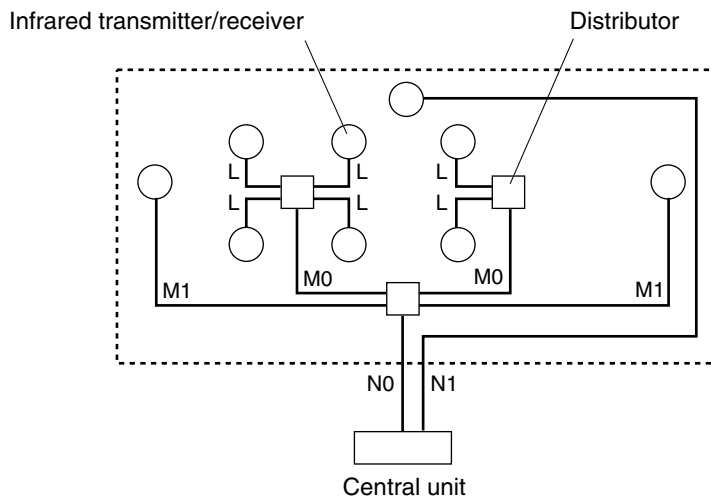 Infrared transmitter/receiver
Distributor
L L L
L L L
M0 M0
M1 M1
N0 N1
Central unit